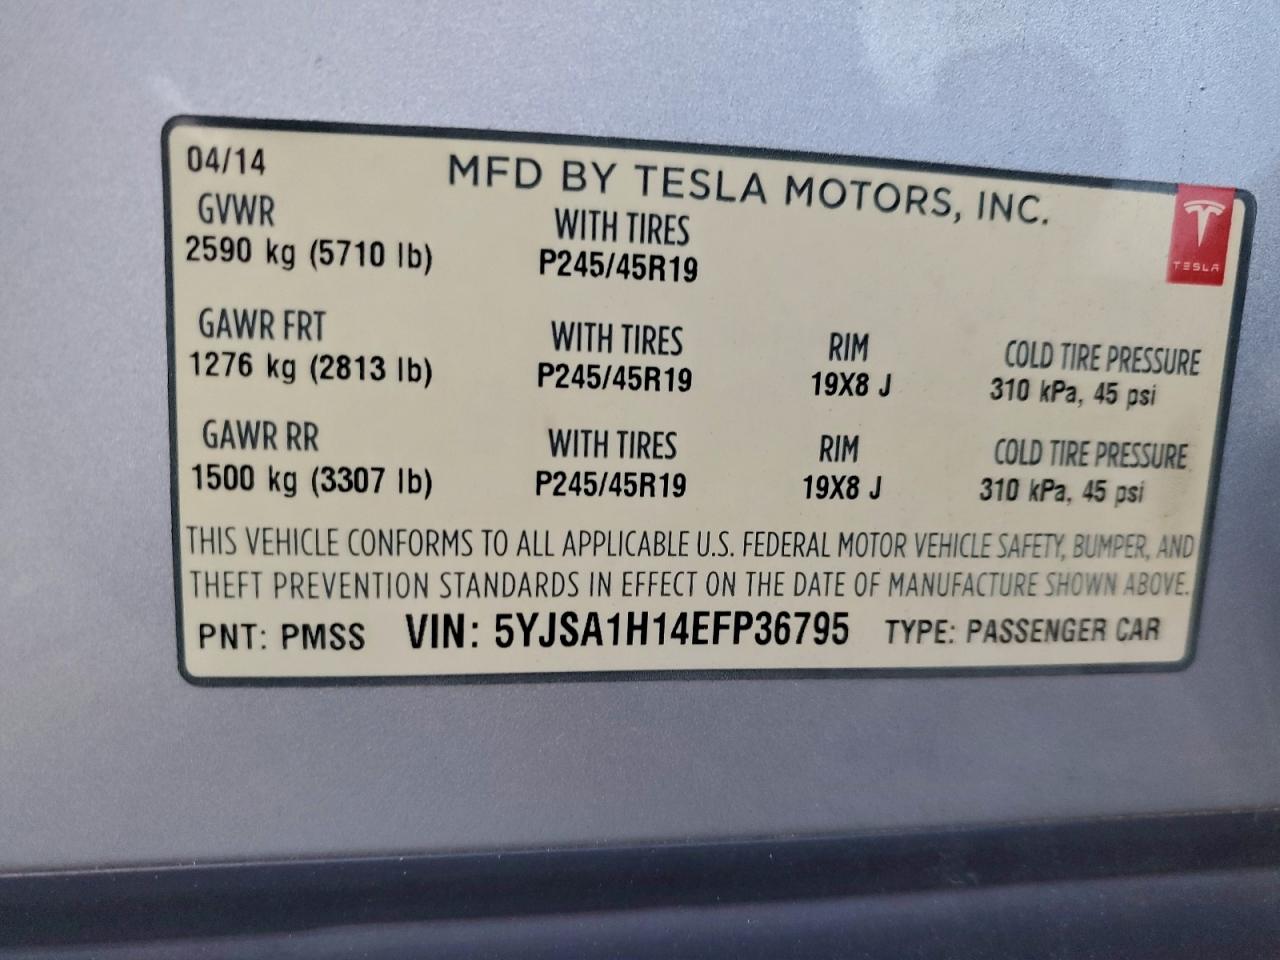 04/14
MFD BY TESLA MOTORS, INC.
TESLA
GVWR WITH TIRES
2590 kg (5710 lb) P245/45R19
GAWR FRT WITH TIRES RIM COLD TIRE PRESSURE
1276 kg (2813 lb) P245/45R19 19X8 J 310 kPa, 45 psi
GAWR RR WITH TIRES RIM COLD TIRE PRESSURE
1500 kg (3307 lb) P245/45R19 19X8 J 310 kPa, 45 psi
THIS VEHICLE CONFORMS TO ALL APPLICABLE U.S. FEDERAL MOTOR VEHICLE SAFETY, BUMPER, AND
THEFT PREVENTION STANDARDS IN EFFECT ON THE DATE OF MANUFACTURE SHOWN ABOVE.
PNT: PMSS VIN: 5YJSA1H14EFP36795 TYPE: PASSENGER CAR